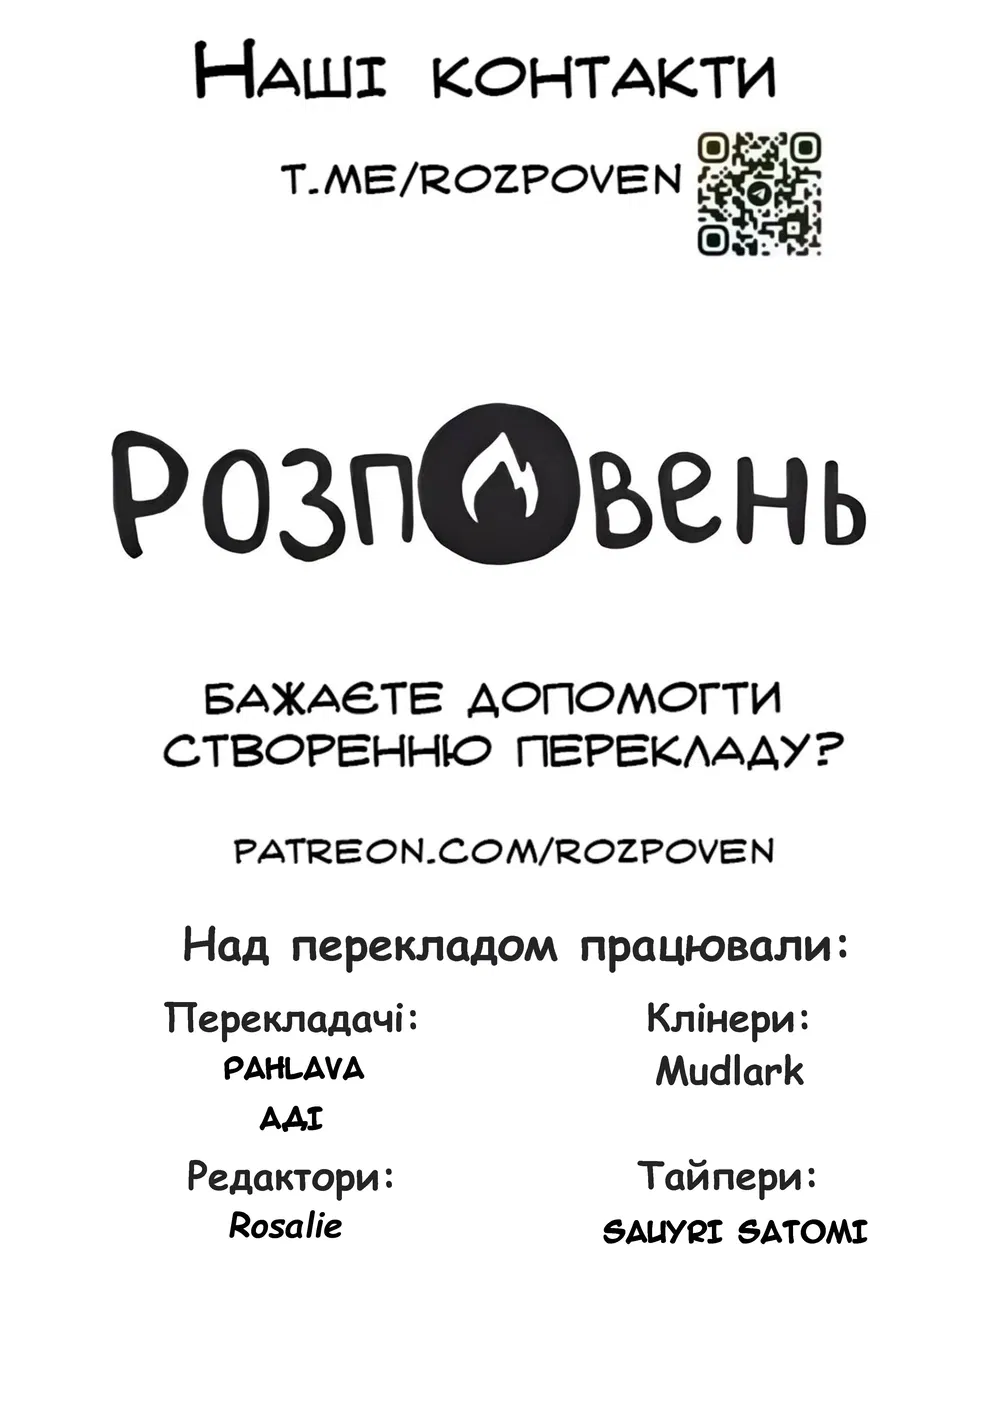 Наші контакти
T.ME/ROZPOVEN
Розповень
БАЖАЄТЕ ДОПОМОГТИ
СТВОРЕННЮ ПЕРЕКЛАДУ?
PATREON.COM/ROZPOVEN
Над перекладом працювали:
Перекладачі:
PAHLAVA
АДІ
Клінери:
Mudlark
Редактори:
Rosalie
Тайпери:
SAUYRI SATOMI